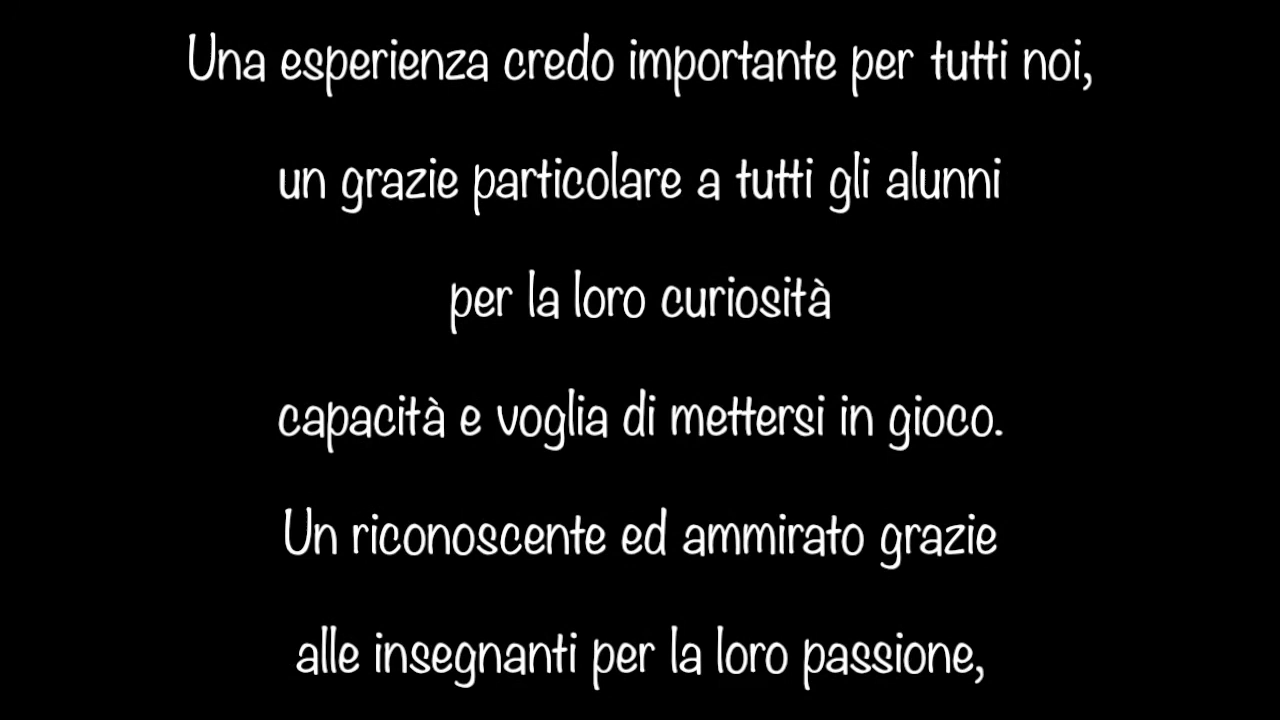 Una esperienza credo importante per tutti noi,
un grazie particolare a tutti gli alunni
per la loro curiosità
capacità e voglia di mettersi in gioco.
Un riconoscente ed ammirato grazie
alle insegnanti per la loro passione,